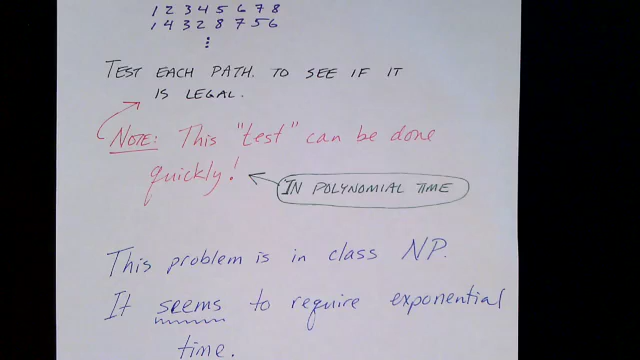 1 2 3 4 5 6 7 8
1 4 3 2 8 7 5 6
⋮
TEST EACH PATH. TO SEE IF IT
IS LEGAL.
NOTE: This "test" can be done
quickly!
IN POLYNOMIAL TIME
This problem is in class NP.
It seems to require exponential
time.